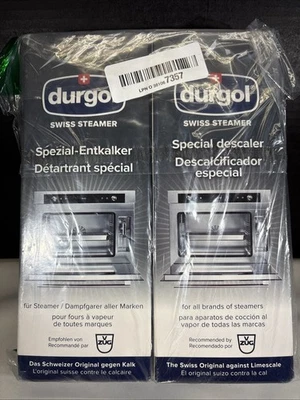 durgol
SWISS STEAMER
Spezial-Entkalker
Détartrant spécial
für Steamer / Dampfgarer aller Marken
pour fours à vapeur
de toutes marques
Empfohlen von
Recommandé par
V-ZUG
Das Schweizer Original gegen Kalk
L'original suisse contre le calcaire
7357
durgol
SWISS STEAMER
Special descaler
Descalcificador
especial
for all brands of steamers
para aparatos de cocción al
vapor de todas las marcas
Recommended by
Recomendado por
V-ZUG
The Swiss Original against Limescale
El original suizo contra la cal